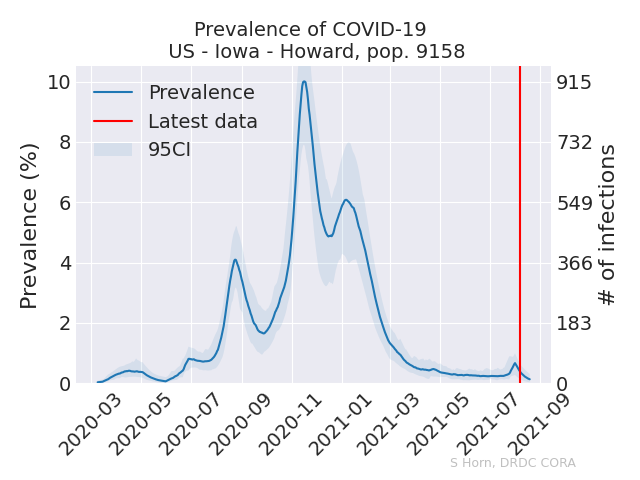 Prevalence of COVID-19
US - Iowa - Howard, pop. 9158
Prevalence
Latest data
95CI
Prevalence (%)
10
8
6
4
2
0
915
732
549
366
183
0
# of infections
2020-03
2020-05
2020-07
2020-09
2020-11
2021-01
2021-03
2021-05
2021-07
2021-09
S Horn, DRDC CORA